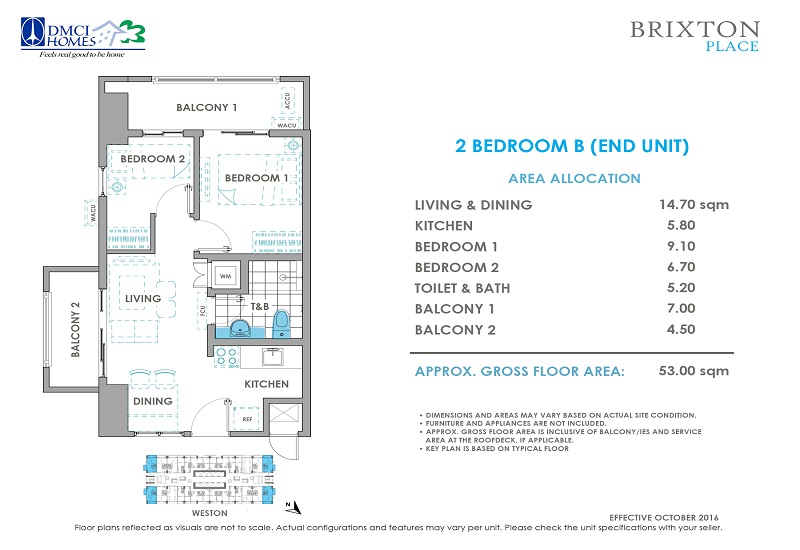 DMCI HOMES
Feels real good to be home
BRIXTON
PLACE
BALCONY 1
ACCU
WACU
BEDROOM 2
BEDROOM 1
WACU
WM
LIVING
FCU
T&B
BALCONY 2
KITCHEN
DINING
REF
WESTON
N
2 BEDROOM B (END UNIT)
AREA ALLOCATION
LIVING & DINING 14.70 sqm
KITCHEN 5.80
BEDROOM 1 9.10
BEDROOM 2 6.70
TOILET & BATH 5.20
BALCONY 1 7.00
BALCONY 2 4.50
APPROX. GROSS FLOOR AREA: 53.00 sqm
• DIMENSIONS AND AREAS MAY VARY BASED ON ACTUAL SITE CONDITION.
• FURNITURE AND APPLIANCES ARE NOT INCLUDED.
• APPROX. GROSS FLOOR AREA IS INCLUSIVE OF BALCONY/IES AND SERVICE
AREA AT THE ROOFDECK, IF APPLICABLE.
• KEY PLAN IS BASED ON TYPICAL FLOOR
EFFECTIVE OCTOBER 2016
Floor plans reflected as visuals are not to scale. Actual configurations and features may vary per unit. Please check the unit specifications with your seller.